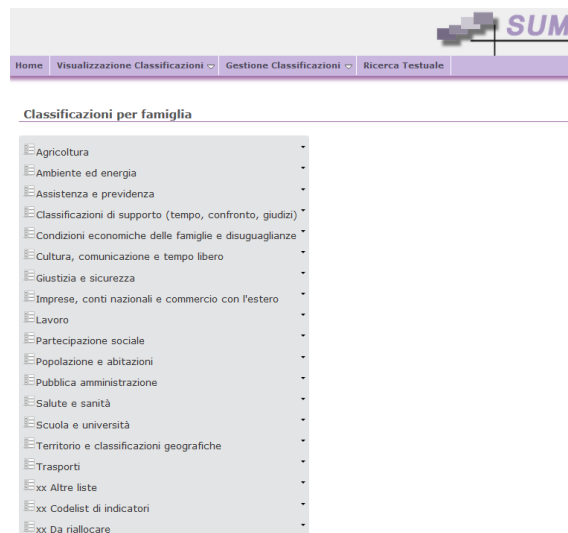 SUM
Home Visualizzazione Classificazioni Gestione Classificazioni Ricerca Testuale
Classificazioni per famiglia
Agricoltura
Ambiente ed energia
Assistenza e previdenza
Classificazioni di supporto (tempo, confronto, giudizi)
Condizioni economiche delle famiglie e disuguaglianze
Cultura, comunicazione e tempo libero
Giustizia e sicurezza
Imprese, conti nazionali e commercio con l'estero
Lavoro
Partecipazione sociale
Popolazione e abitazioni
Pubblica amministrazione
Salute e sanità
Scuola e università
Territorio e classificazioni geografiche
Trasporti
xx Altre liste
xx Codelist di indicatori
xx Da riallocare